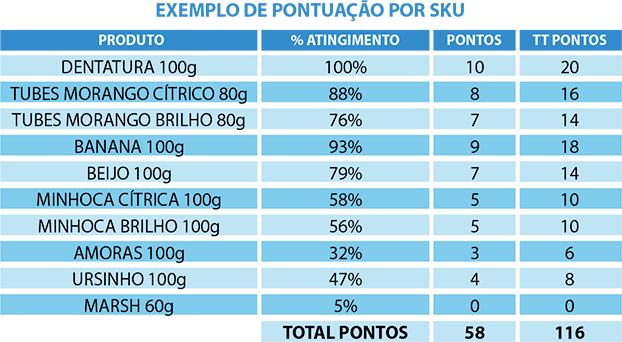 EXEMPLO DE PONTUAÇÃO POR SKU
PRODUTO % ATINGIMENTO PONTOS TT PONTOS
DENTATURA 100g 100% 10 20
TUBES MORANGO CÍTRICO 80g 88% 8 16
TUBES MORANGO BRILHO 80g 76% 7 14
BANANA 100g 93% 9 18
BEIJO 100g 79% 7 14
MINHOCA CÍTRICA 100g 58% 5 10
MINHOCA BRILHO 100g 56% 5 10
AMORAS 100g 32% 3 6
URSINHO 100g 47% 4 8
MARSH 60g 5% 0 0
TOTAL PONTOS 58 116